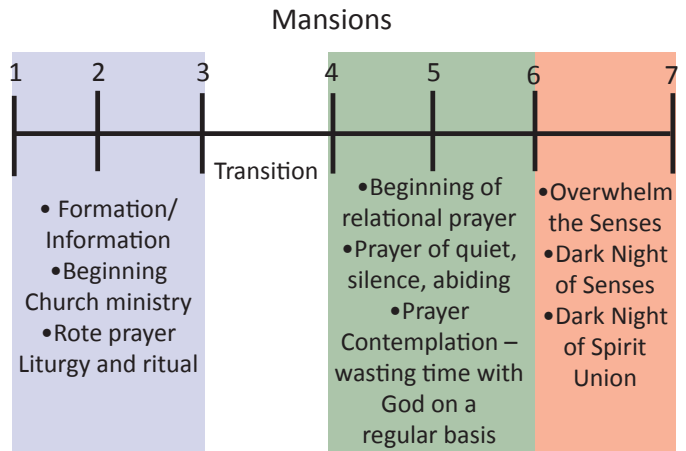 Mansions
1 2 3 4 5 6 7
Transition
• Formation/
Information
•Beginning
Church ministry
•Rote prayer
Liturgy and ritual
•Beginning of
relational prayer
•Prayer of quiet,
silence, abiding
•Prayer
Contemplation –
wasting time with
God on a
regular basis
•Overwhelm
the Senses
•Dark Night
of Senses
•Dark Night
of Spirit
Union